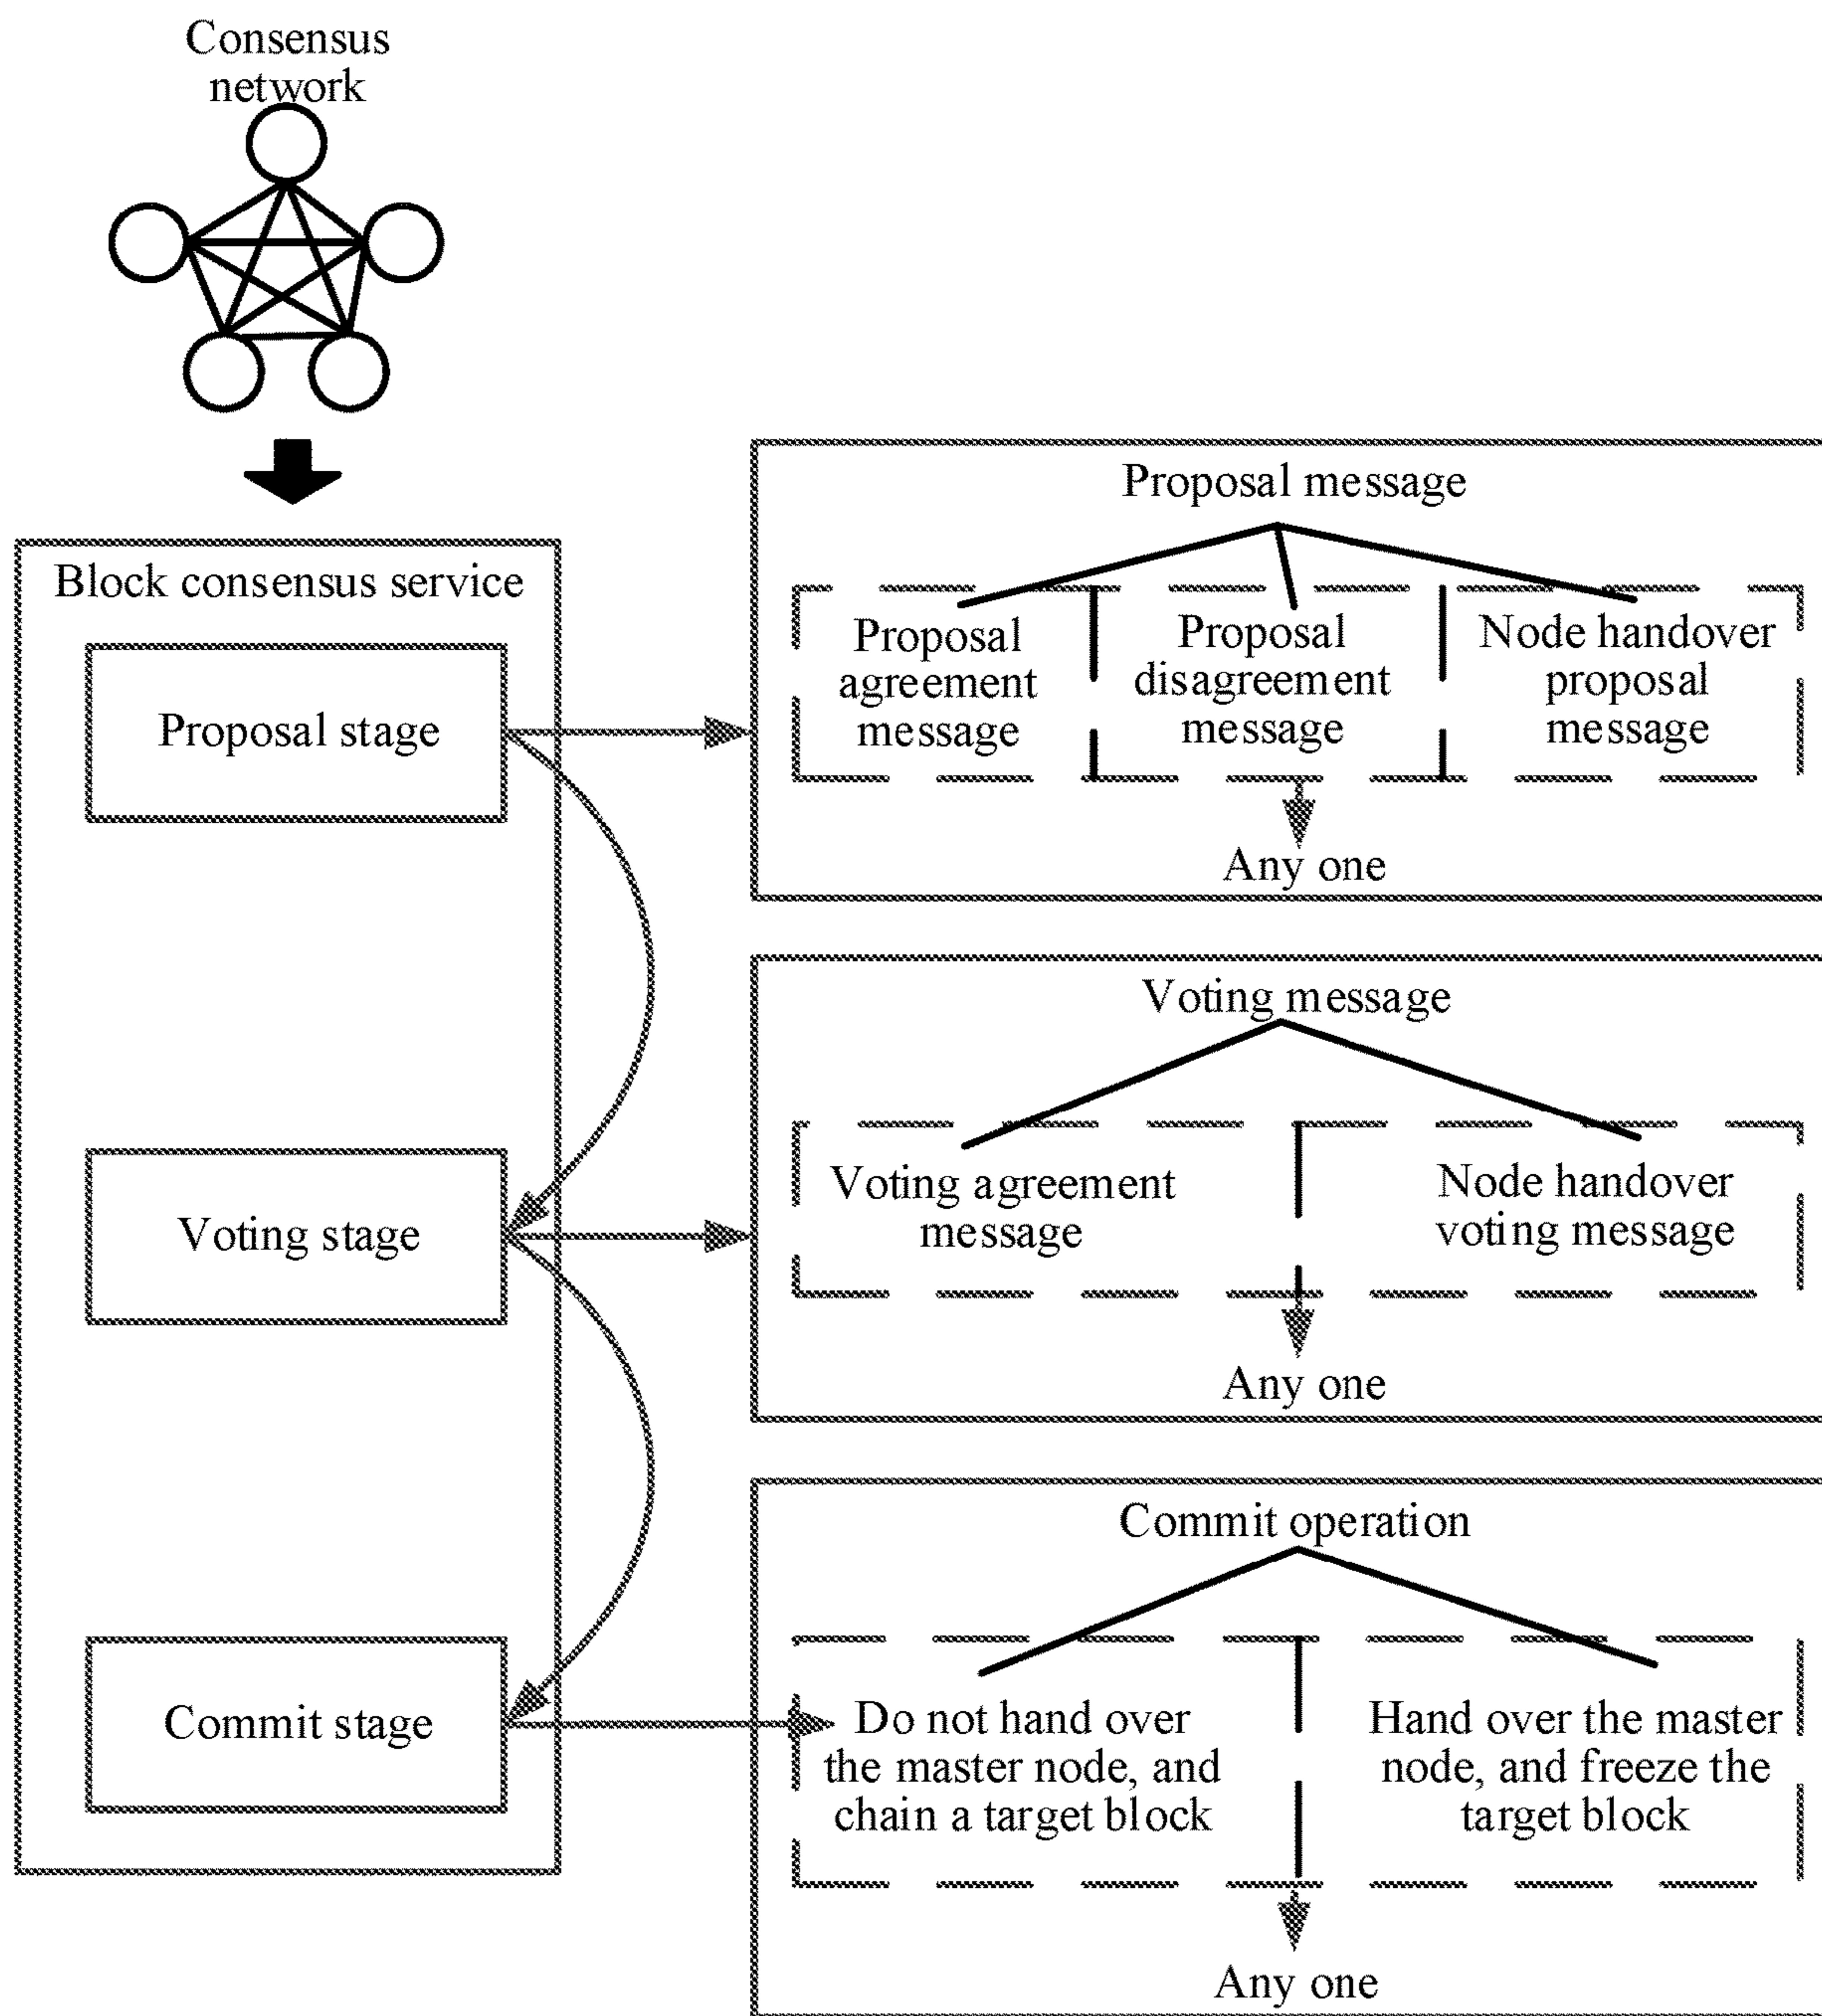 Consensus
network
Block consensus service
Proposal stage
Voting stage
Commit stage
Proposal message
Proposal
agreement
message
Proposal
disagreement
message
Node handover
proposal
message
Any one
Voting message
Voting agreement
message
Node handover
voting message
Any one
Commit operation
Do not hand over
the master node, and
chain a target block
Hand over the master
node, and freeze the
target block
Any one